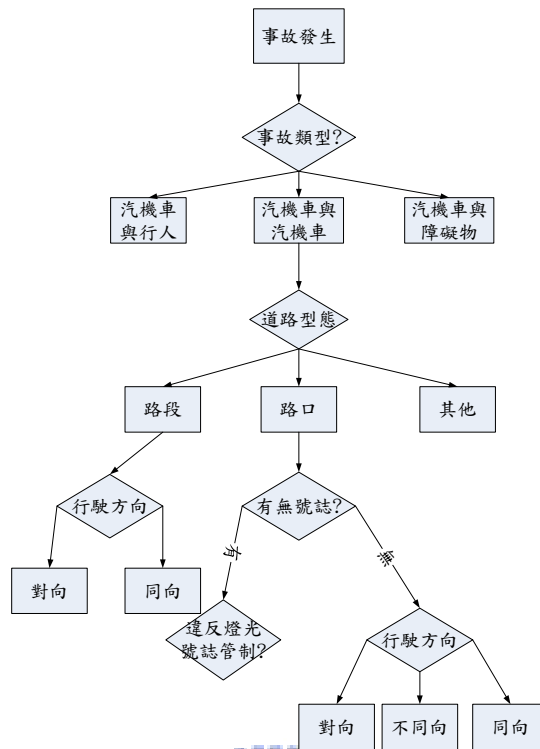 事故發生
事故類型?
汽機車
與行人
汽機車與
汽機車
汽機車與
障礙物
道路型態
路段
路口
其他
行駛方向
有無號誌?
有
無
對向
同向
違反燈光
號誌管制?
行駛方向
對向
不同向
同向